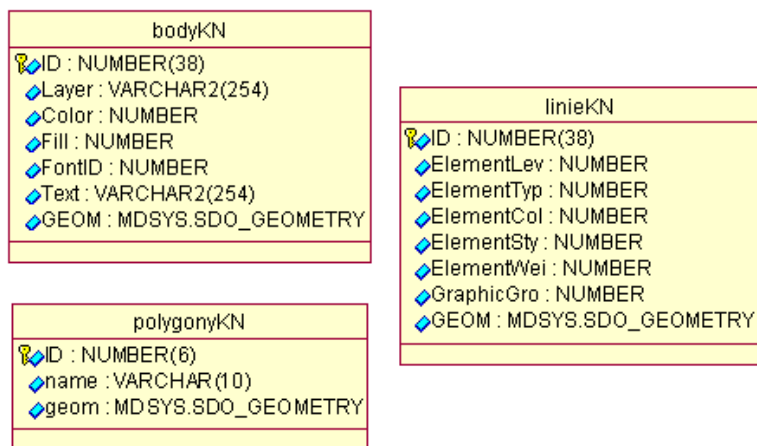 bodyKN
ID : NUMBER(38)
Layer : VARCHAR2(254)
Color : NUMBER
Fill : NUMBER
FontID : NUMBER
Text : VARCHAR2(254)
GEOM : MDSYS.SDO_GEOMETRY
linieKN
ID : NUMBER(38)
ElementLev : NUMBER
ElementTyp : NUMBER
ElementCol : NUMBER
ElementSty : NUMBER
ElementWei : NUMBER
GraphicGro : NUMBER
GEOM : MDSYS.SDO_GEOMETRY
polygonyKN
ID : NUMBER(6)
name : VARCHAR(10)
geom : MDSYS.SDO_GEOMETRY